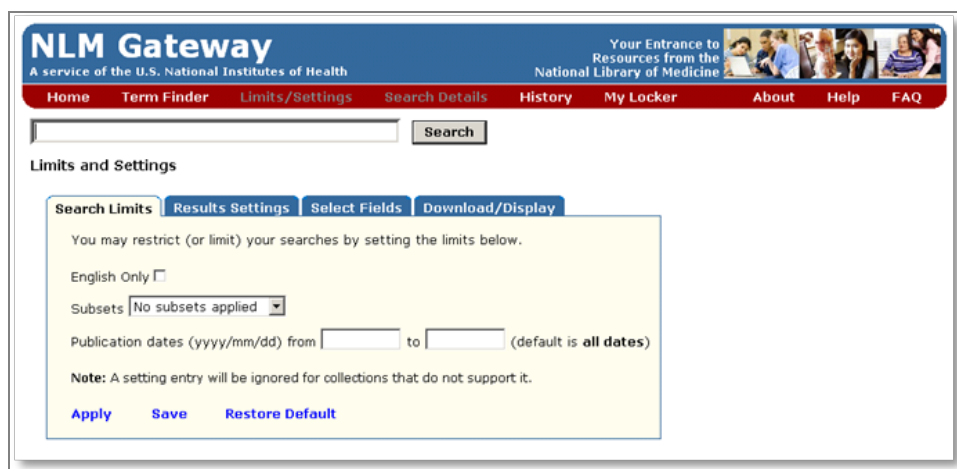 NLM Gateway
A service of the U.S. National Institutes of Health
Your Entrance to
Resources from the
National Library of Medicine
Home Term Finder Limits/Settings Search Details History My Locker About Help FAQ
Search
Limits and Settings
Search Limits Results Settings Select Fields Download/Display
You may restrict (or limit) your searches by setting the limits below.
English Only
Subsets No subsets applied
Publication dates (yyyy/mm/dd) from to (default is all dates)
Note: A setting entry will be ignored for collections that do not support it.
Apply Save Restore Default